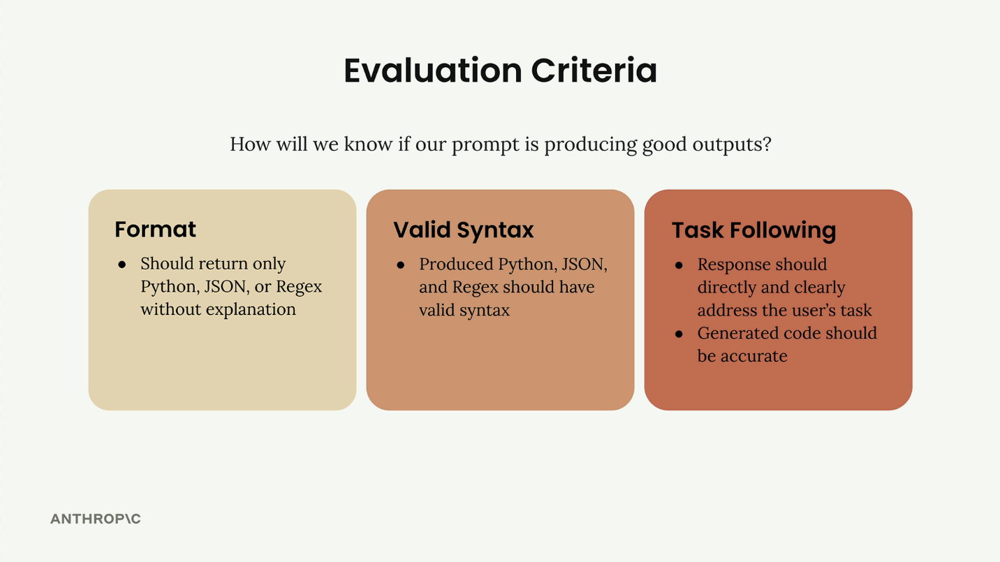 Evaluation Criteria
How will we know if our prompt is producing good outputs?
Format
● Should return only
Python, JSON, or Regex
without explanation
Valid Syntax
● Produced Python, JSON,
and Regex should have
valid syntax
Task Following
● Response should
directly and clearly
address the user’s task
● Generated code should
be accurate
ANTHROP\C